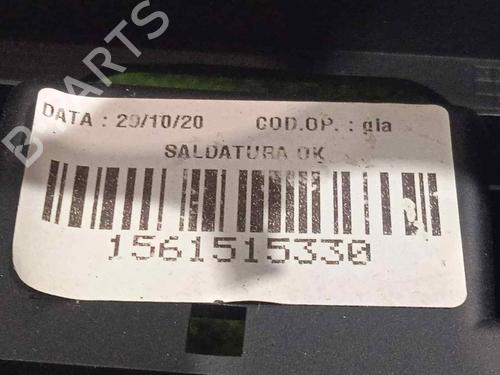 B-PARTS
DATA : 29/10/20 COD.OP. : gia
SALDATURA OK
1561515330